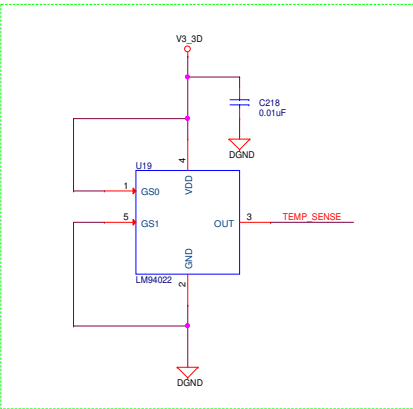 V3_3D
C218
0.01uF
DGND
U19
4
VDD
1
GS0
5
GS1
OUT
3
TEMP_SENSE
GND
LM94022
2
DGND